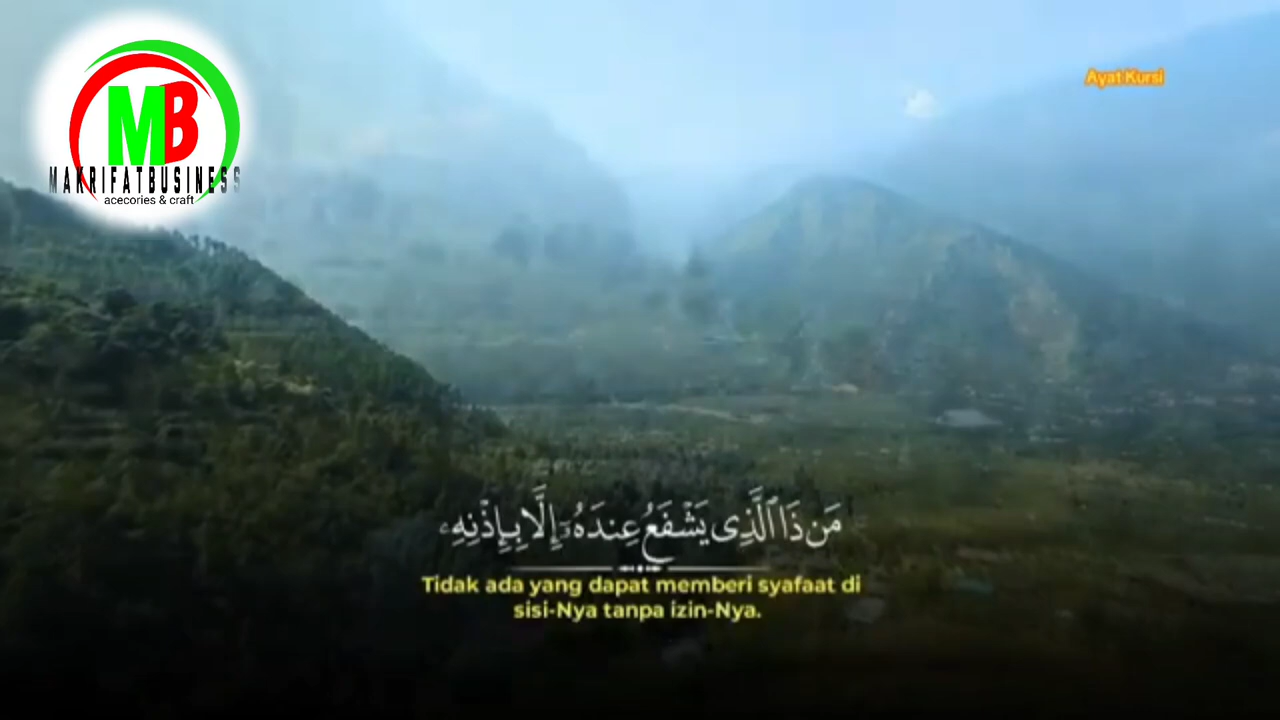 MB
MAKRIFATBUSINESS
acecories & craft
Ayat Kursi
مَن ذَا ٱلَّذِى يَشْفَعُ عِندَهُۥٓ إِلَّا بِإِذْنِهِۦ
Tidak ada yang dapat memberi syafaat di
sisi-Nya tanpa izin-Nya.